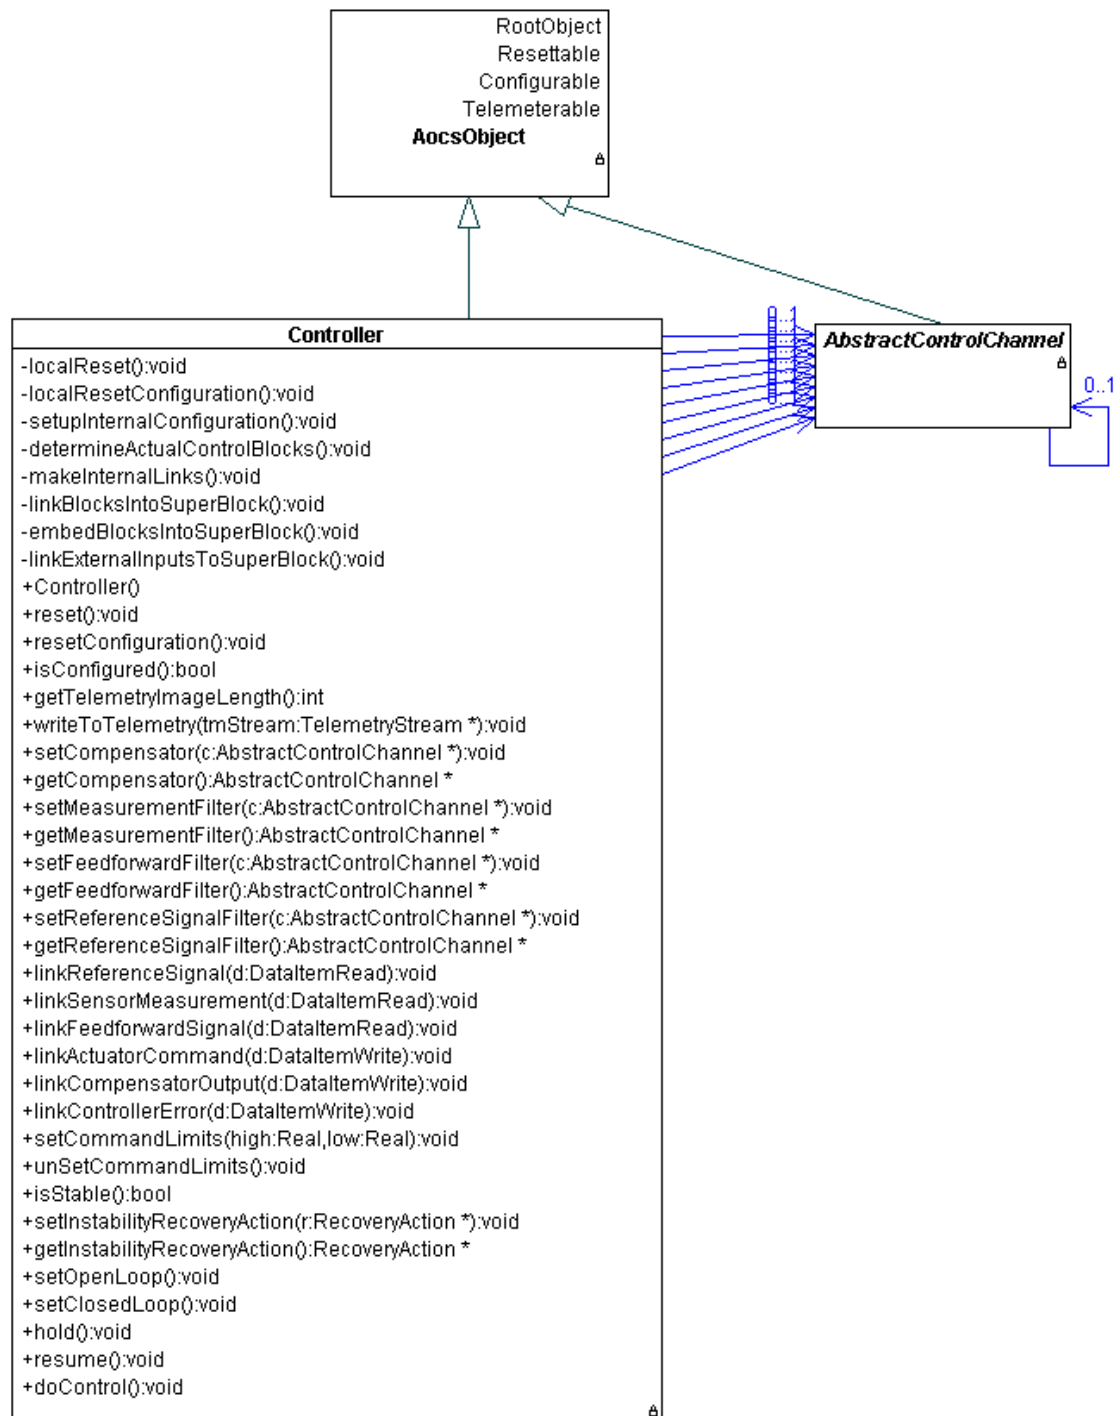 RootObject
Resettable
Configurable
Telemeterable
AocsObject
Controller
-localReset():void
-localResetConfiguration():void
-setupInternalConfiguration():void
-determineActualControlBlocks():void
-makeInternalLinks():void
-linkBlocksIntoSuperBlock():void
-embedBlocksIntoSuperBlock():void
-linkExternalInputsToSuperBlock():void
+Controller()
+reset():void
+resetConfiguration():void
+isConfigured():bool
+getTelemetryImageLength():int
+writeToTelemetry(tmStream:TelemetryStream *):void
+setCompensator(c:AbstractControlChannel *):void
+getCompensator():AbstractControlChannel *
+setMeasurementFilter(c:AbstractControlChannel *):void
+getMeasurementFilter():AbstractControlChannel *
+setFeedforwardFilter(c:AbstractControlChannel *):void
+getFeedforwardFilter():AbstractControlChannel *
+setReferenceSignalFilter(c:AbstractControlChannel *):void
+getReferenceSignalFilter():AbstractControlChannel *
+linkReferenceSignal(d:DataItemRead):void
+linkSensorMeasurement(d:DataItemRead):void
+linkFeedforwardSignal(d:DataItemRead):void
+linkActuatorCommand(d:DataItemWrite):void
+linkCompensatorOutput(d:DataItemWrite):void
+linkControllerError(d:DataItemWrite):void
+setCommandLimits(high:Real,low:Real):void
+unSetCommandLimits():void
+isStable():bool
+setInstabilityRecoveryAction(r:RecoveryAction *):void
+getInstabilityRecoveryAction():RecoveryAction *
+setOpenLoop():void
+setClosedLoop():void
+hold():void
+resume():void
+doControl():void
AbstractControlChannel
0..1